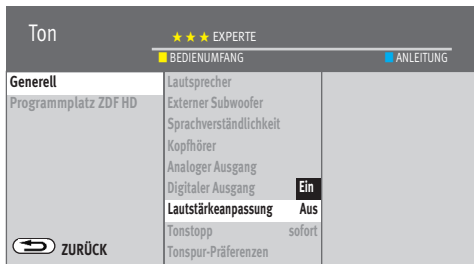 Ton
★ ★ ★ EXPERTE
BEDIENUMFANG
ANLEITUNG
Generell
Programmplatz ZDF HD
Lautsprecher
Externer Subwoofer
Sprachverständlichkeit
Kopfhörer
Analoger Ausgang
Digitaler Ausgang Ein
Lautstärkeanpassung Aus
Tonstopp sofort
Tonspur-Präferenzen
ZURÜCK